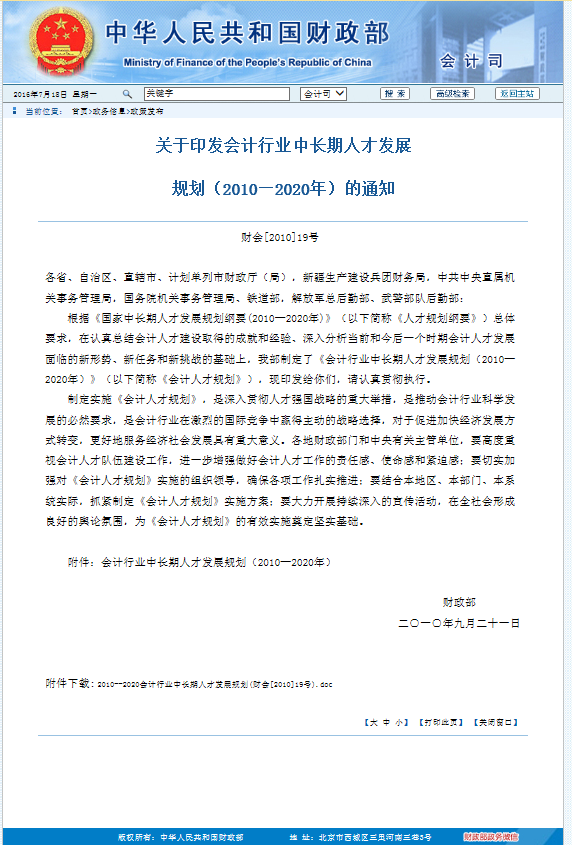 中华人民共和国财政部
Ministry of Finance of the People's Republic of China
会计司
2016年7月18日 星期一 关键字 会计司 搜 索 高级检索 返回主站
当前位置： 首页>政务信息>政策发布
关于印发会计行业中长期人才发展
规划（2010—2020年）的通知
财会[2010]19号
各省、自治区、直辖市、计划单列市财政厅（局），新疆生产建设兵团财务局，中共中央直属机
关事务管理局，国务院机关事务管理局、铁道部，解放军总后勤部、武警部队后勤部：
根据《国家中长期人才发展规划纲要(2010—2020年)》（以下简称《人才规划纲要》）总体
要求，在认真总结会计人才建设取得的成就和经验、深入分析当前和今后一个时期会计人才发展
面临的新形势、新任务和新挑战的基础上，我部制定了《会计行业中长期人才发展规划（2010—
2020年）》（以下简称《会计人才规划》），现印发给你们，请认真贯彻执行。
制定实施《会计人才规划》，是深入贯彻人才强国战略的重大举措，是推动会计行业科学发
展的必然要求，是会计行业在激烈的国际竞争中赢得主动的战略选择，对于促进加快经济发展方
式转变，更好地服务经济社会发展具有重大意义。各地财政部门和中央有关主管单位，要高度重
视会计人才队伍建设工作，进一步增强做好会计人才工作的责任感、使命感和紧迫感；要切实加
强对《会计人才规划》实施的组织领导，确保各项工作扎实推进；要结合本地区、本部门、本系
统实际，抓紧制定《会计人才规划》实施方案；要大力开展持续深入的宣传活动，在全社会形成
良好的舆论氛围，为《会计人才规划》的有效实施奠定坚实基础。
附件：会计行业中长期人才发展规划（2010—2020年）
财政部
二〇一〇年九月二十一日
附件下载：2010--2020会计行业中长期人才发展规划(财会[2010]19号).doc
【大 中 小】 【打印此页】 【关闭窗口】
版权所有：中华人民共和国财政部 地 址：北京市西城区三里河南三巷3号 财政部政务微信